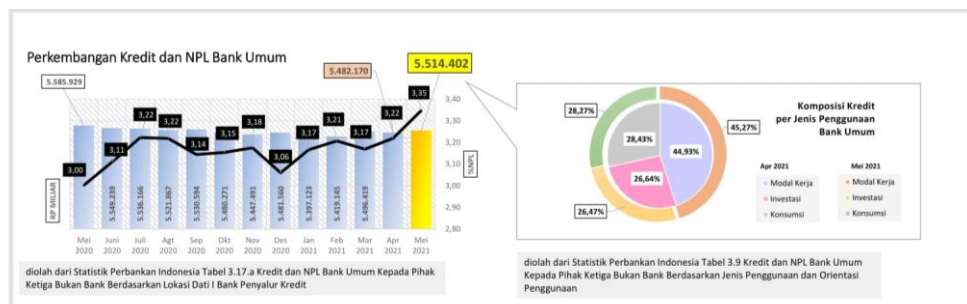 Perkembangan Kredit dan NPL Bank Umum
5.585.929
5.482.170
5.514.402
3,00
3,11
3,22
3,22
3,14
3,15
3,18
3,06
3,17
3,21
3,17
3,22
3,35
3,40
3,30
3,20
3,10
3,00
2,90
2,80
%NPL
RP MILIAR
5.549.239
5.536.166
5.521.867
5.530.594
5.480.271
5.447.491
5.481.560
5.397.123
5.419.145
5.496.419
Mei 2020
Juni 2020
Juli 2020
Agt 2020
Sep 2020
Okt 2020
Nov 2020
Des 2020
Jan 2021
Feb 2021
Mar 2021
Apr 2021
Mei 2021
diolah dari Statistik Perbankan Indonesia Tabel 3.17.a Kredit dan NPL Bank Umum Kepada Pihak
Ketiga Bukan Bank Berdasarkan Lokasi Dati I Bank Penyalur Kredit
Komposisi Kredit
per Jenis Penggunaan
Bank Umum
28,27%
45,27%
28,43%
44,93%
26,64%
26,47%
Apr 2021
Modal Kerja
Investasi
Konsumsi
Mei 2021
Modal Kerja
Investasi
Konsumsi
diolah dari Statistik Perbankan Indonesia Tabel 3.9 Kredit dan NPL Bank Umum
Kepada Pihak Ketiga Bukan Bank Berdasarkan Jenis Penggunaan dan Orientasi
Penggunaan